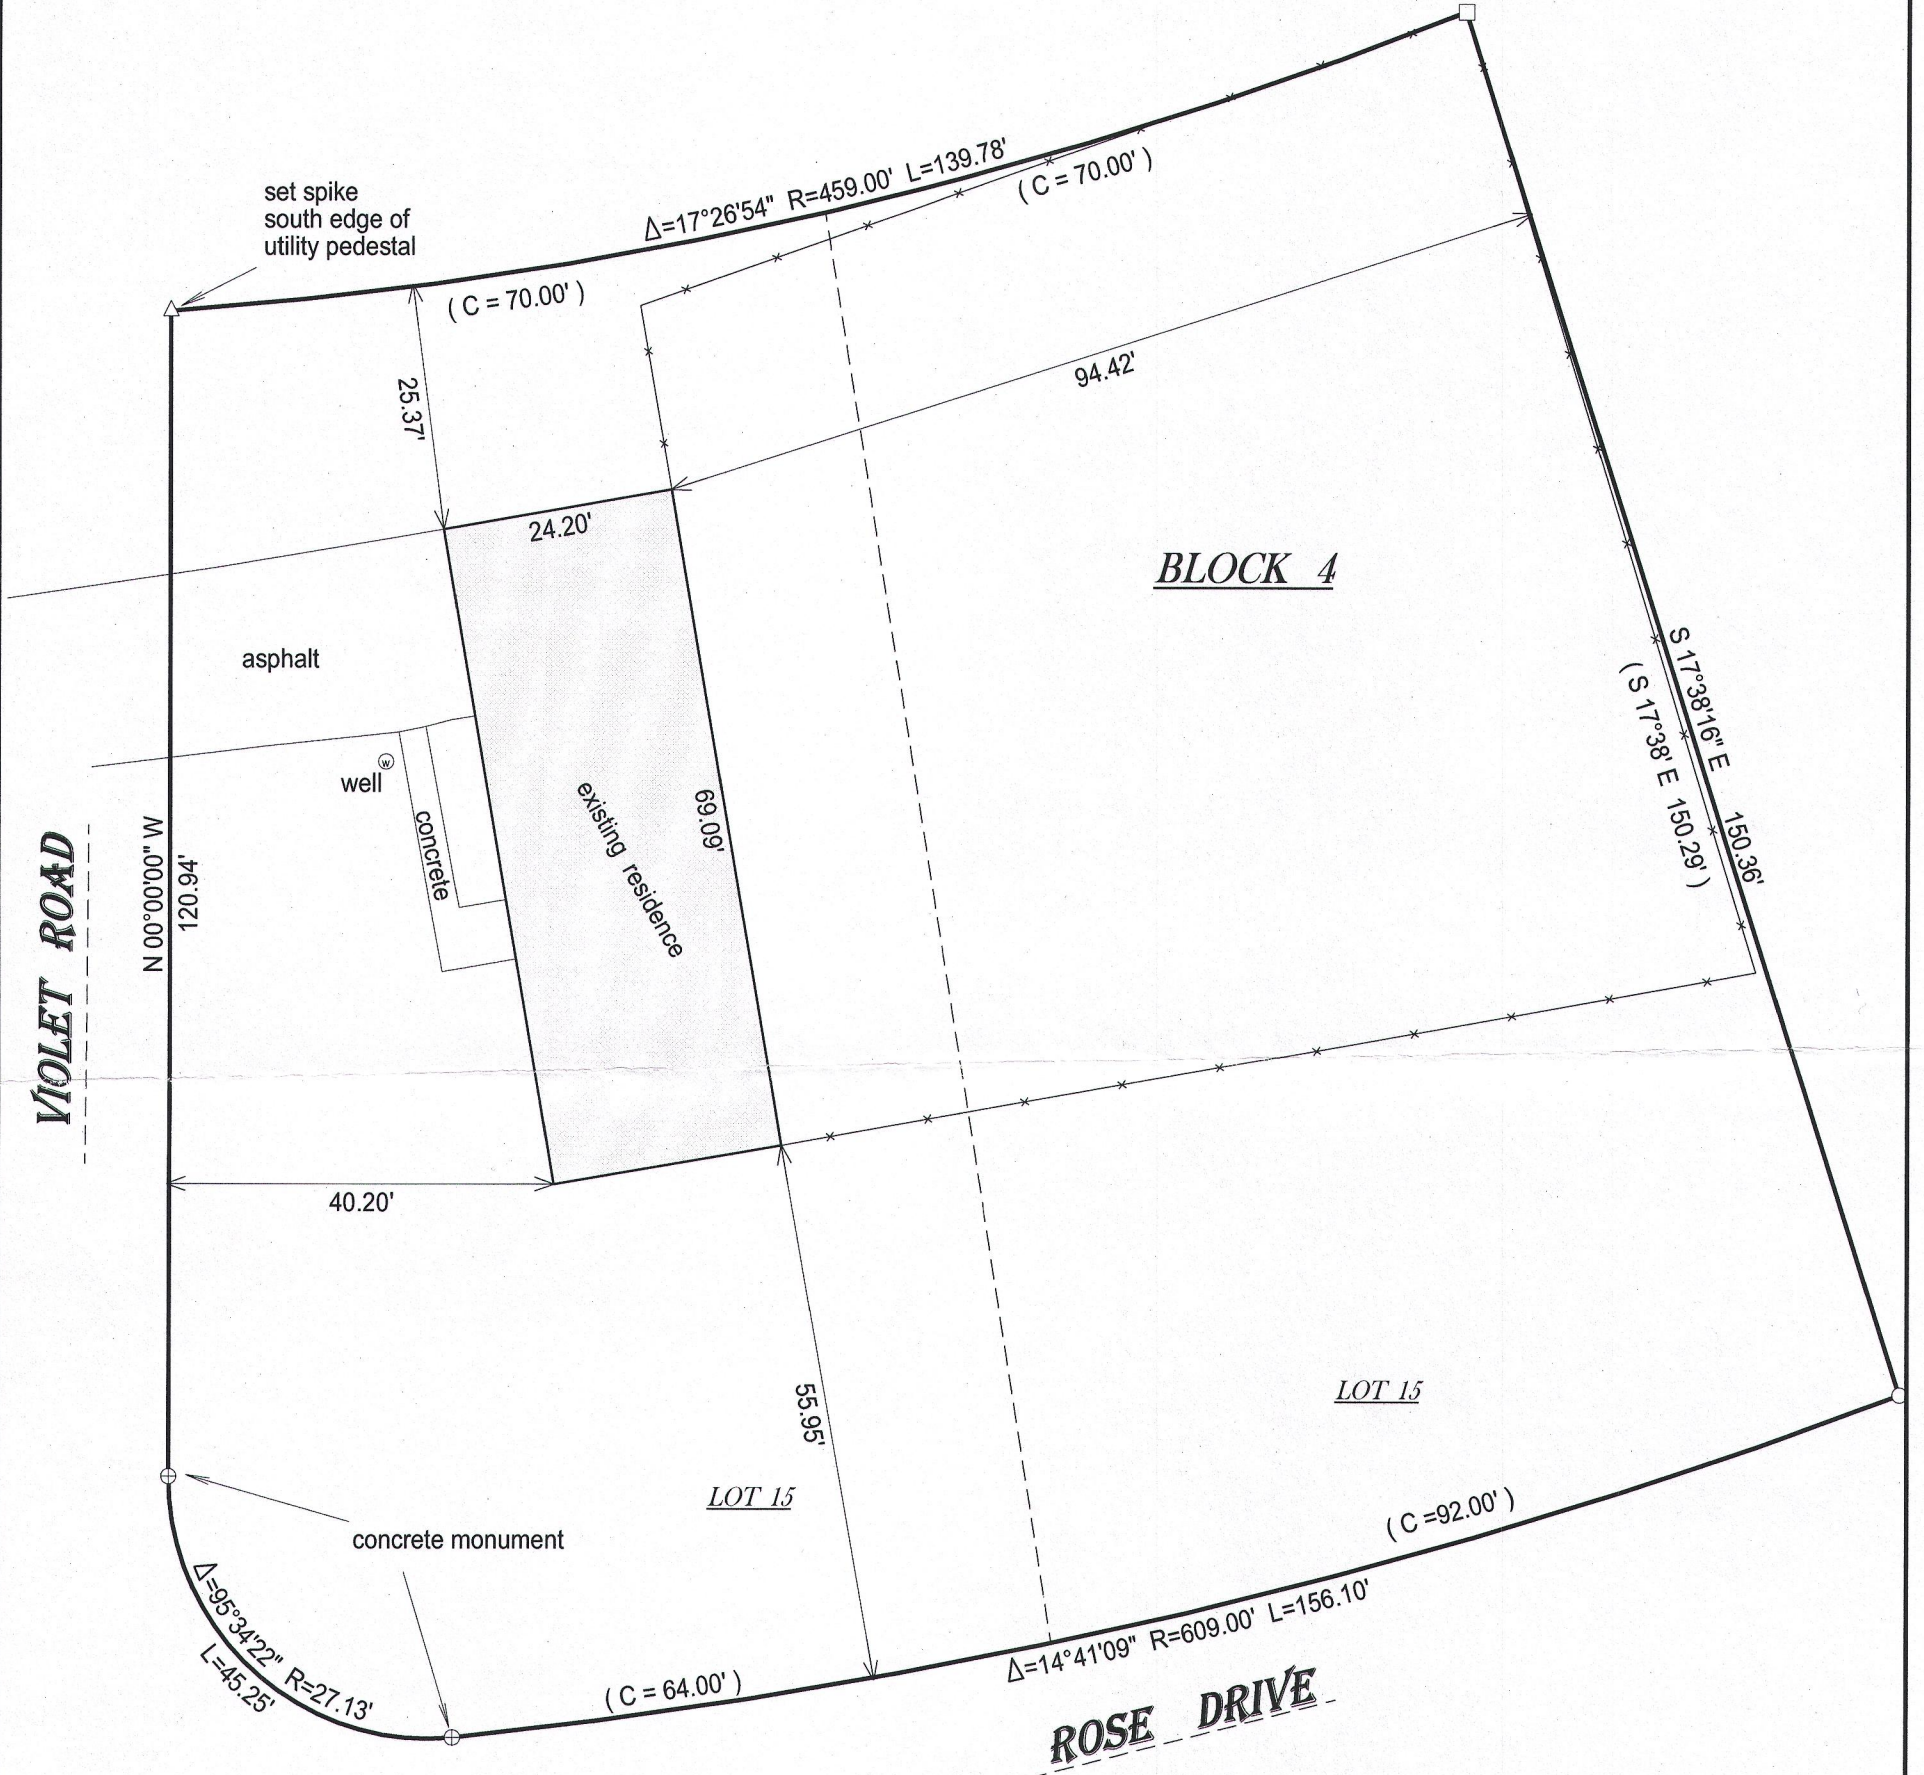 set spike
south edge of
utility pedestal
Δ=17°26'54" R=459.00' L=139.78'
( C = 70.00' )
( C = 70.00' )
25.37'
94.42'
24.20'
BLOCK 4
asphalt
S 17°38'16" E 150.36'
( S 17°38' E 150.29' )
well
w
concrete
existing residence
69.09'
VIOLET ROAD
N 00°00'00" W
120.94'
40.20'
55.95'
LOT 15
LOT 15
concrete monument
( C =92.00' )
Δ=95°34'22" R=27.13'
L=45.25'
( C = 64.00' )
Δ=14°41'09" R=609.00' L=156.10'
ROSE DRIVE